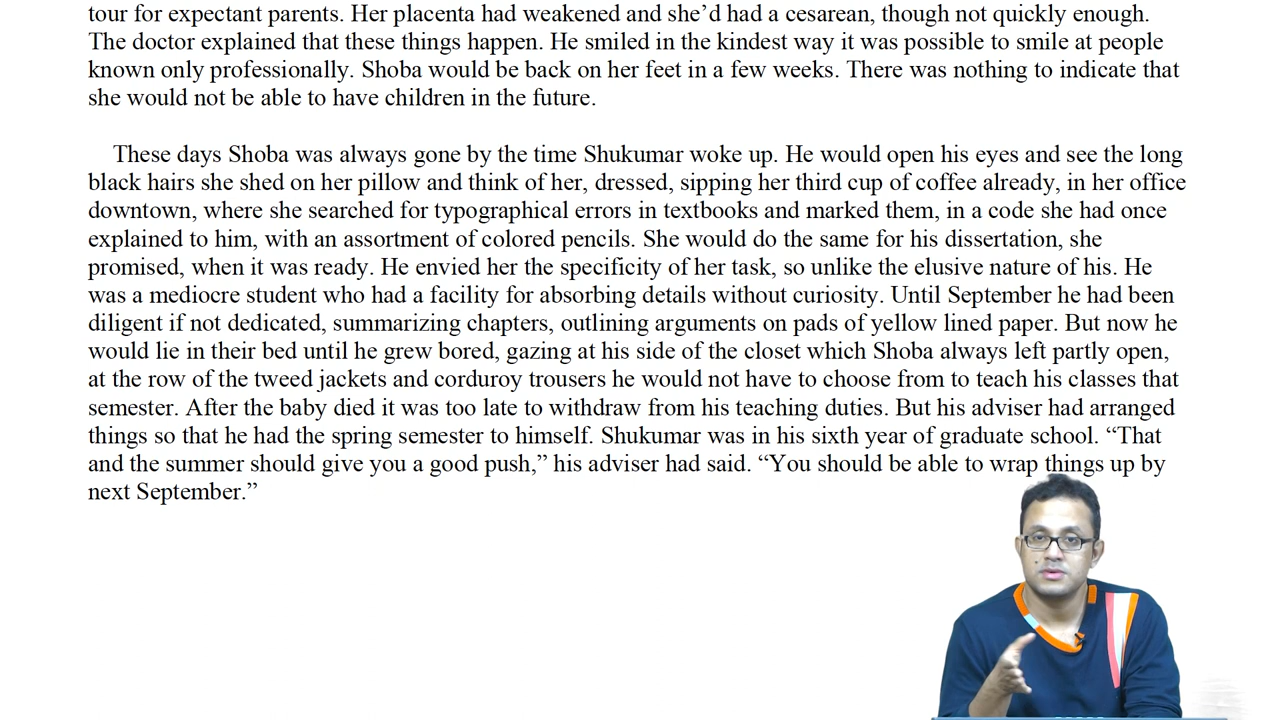 tour for expectant parents. Her placenta had weakened and she’d had a cesarean, though not quickly enough.
The doctor explained that these things happen. He smiled in the kindest way it was possible to smile at people
known only professionally. Shoba would be back on her feet in a few weeks. There was nothing to indicate that
she would not be able to have children in the future.
These days Shoba was always gone by the time Shukumar woke up. He would open his eyes and see the long
black hairs she shed on her pillow and think of her, dressed, sipping her third cup of coffee already, in her office
downtown, where she searched for typographical errors in textbooks and marked them, in a code she had once
explained to him, with an assortment of colored pencils. She would do the same for his dissertation, she
promised, when it was ready. He envied her the specificity of her task, so unlike the elusive nature of his. He
was a mediocre student who had a facility for absorbing details without curiosity. Until September he had been
diligent if not dedicated, summarizing chapters, outlining arguments on pads of yellow lined paper. But now he
would lie in their bed until he grew bored, gazing at his side of the closet which Shoba always left partly open,
at the row of the tweed jackets and corduroy trousers he would not have to choose from to teach his classes that
semester. After the baby died it was too late to withdraw from his teaching duties. But his adviser had arranged
things so that he had the spring semester to himself. Shukumar was in his sixth year of graduate school. “That
and the summer should give you a good push,” his adviser had said. “You should be able to wrap things up by
next September.”